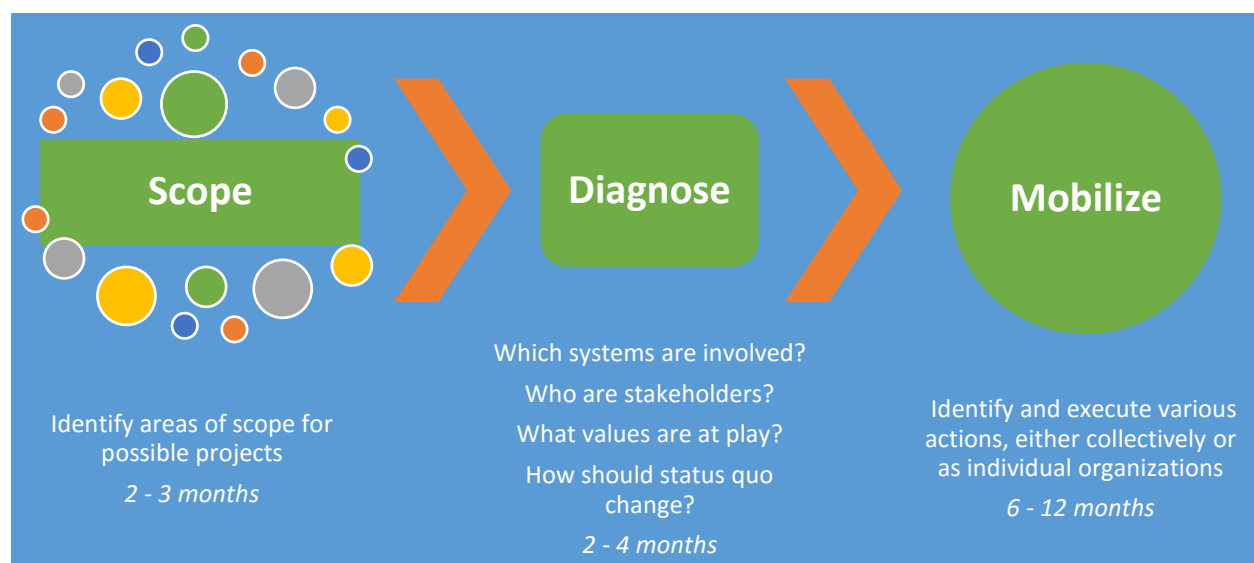 Scope
Identify areas of scope for
possible projects
2 - 3 months
Diagnose
Which systems are involved?
Who are stakeholders?
What values are at play?
How should status quo
change?
2 - 4 months
Mobilize
Identify and execute various
actions, either collectively or
as individual organizations
6 - 12 months